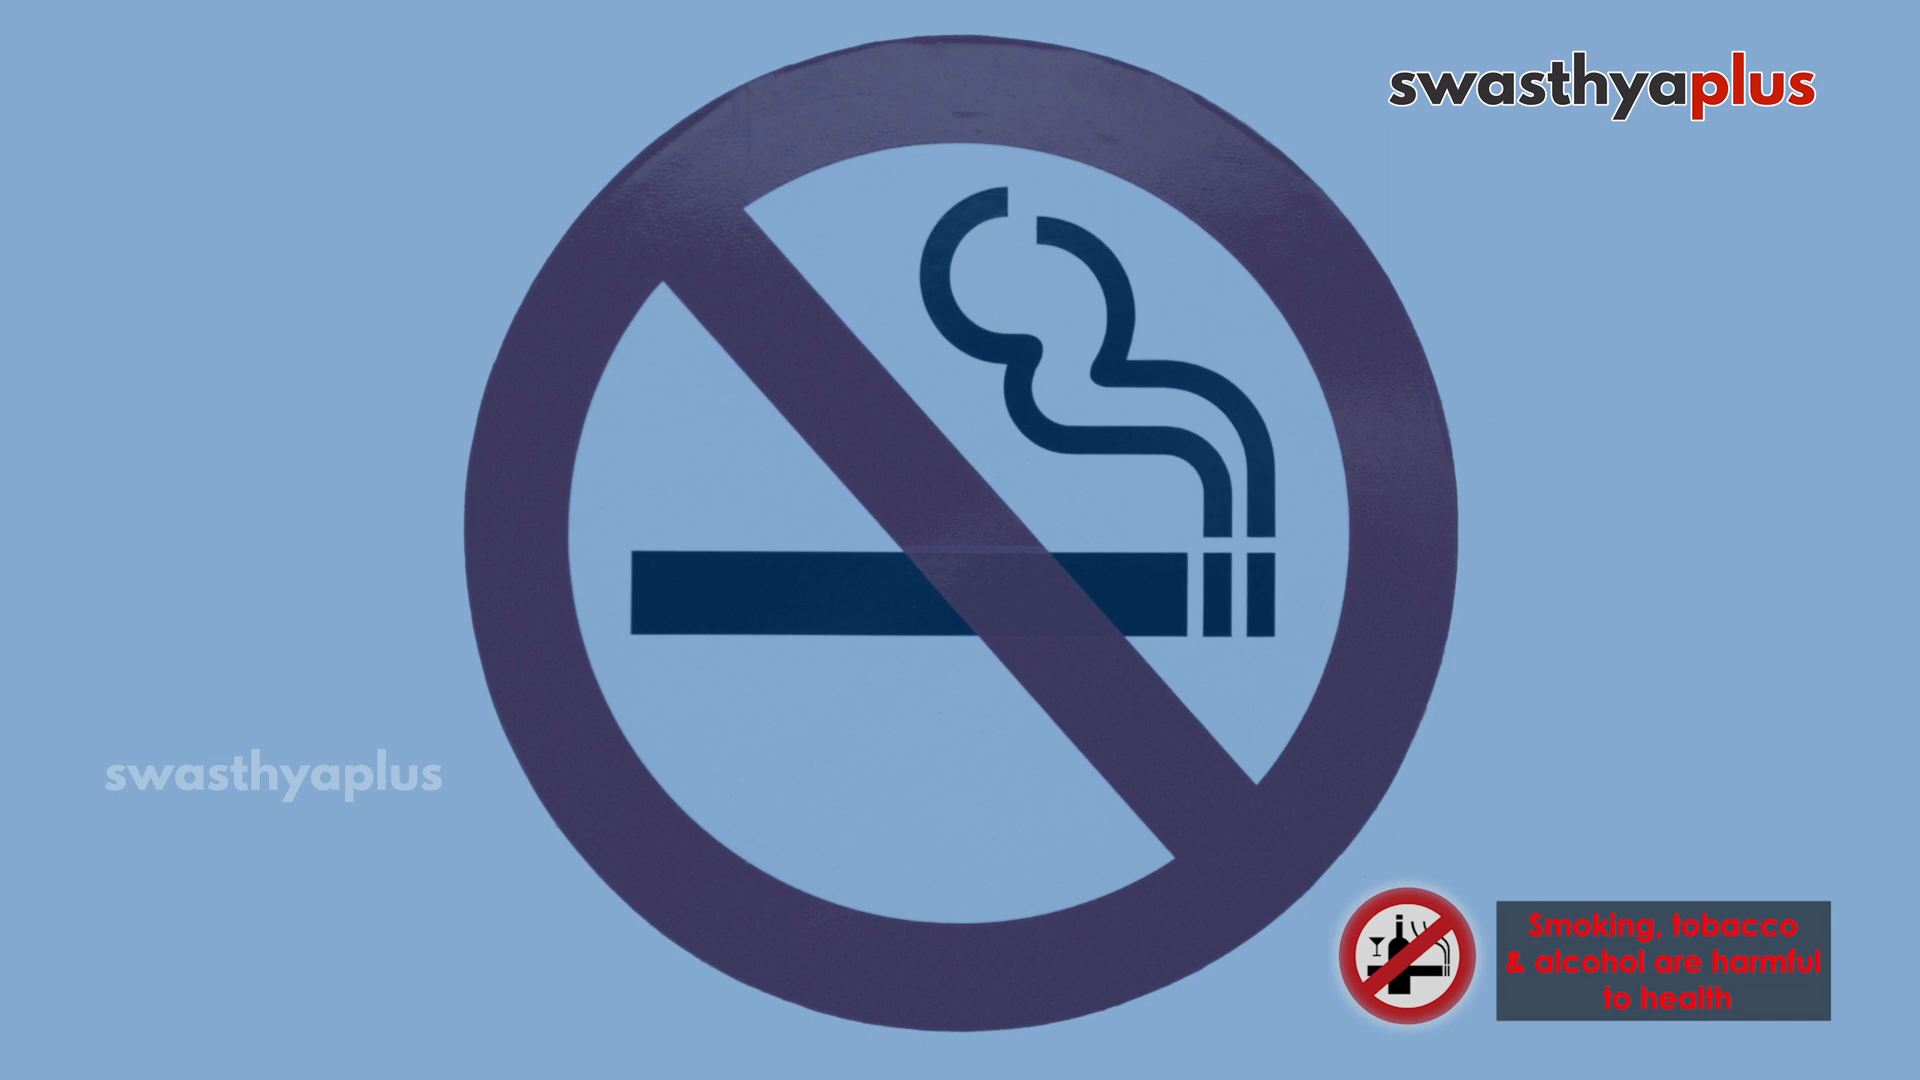 swasthyaplus
swasthyaplus
Smoking, tobacco
& alcohol are harmful
to health